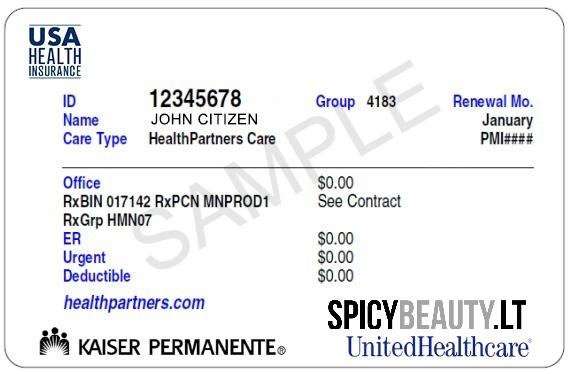 USA
HEALTH
INSURANCE
ID 12345678 Group 4183 Renewal Mo.
Name JOHN CITIZEN January
Care Type HealthPartners Care PMI####
SAMPLE
Office $0.00
RxBIN 017142 RxPCN MNPROD1 See Contract
RxGrp HMN07
ER $0.00
Urgent $0.00
Deductible $0.00
healthpartners.com
SPICYBEAUTY.LT
KAISER PERMANENTE® UnitedHealthcare®